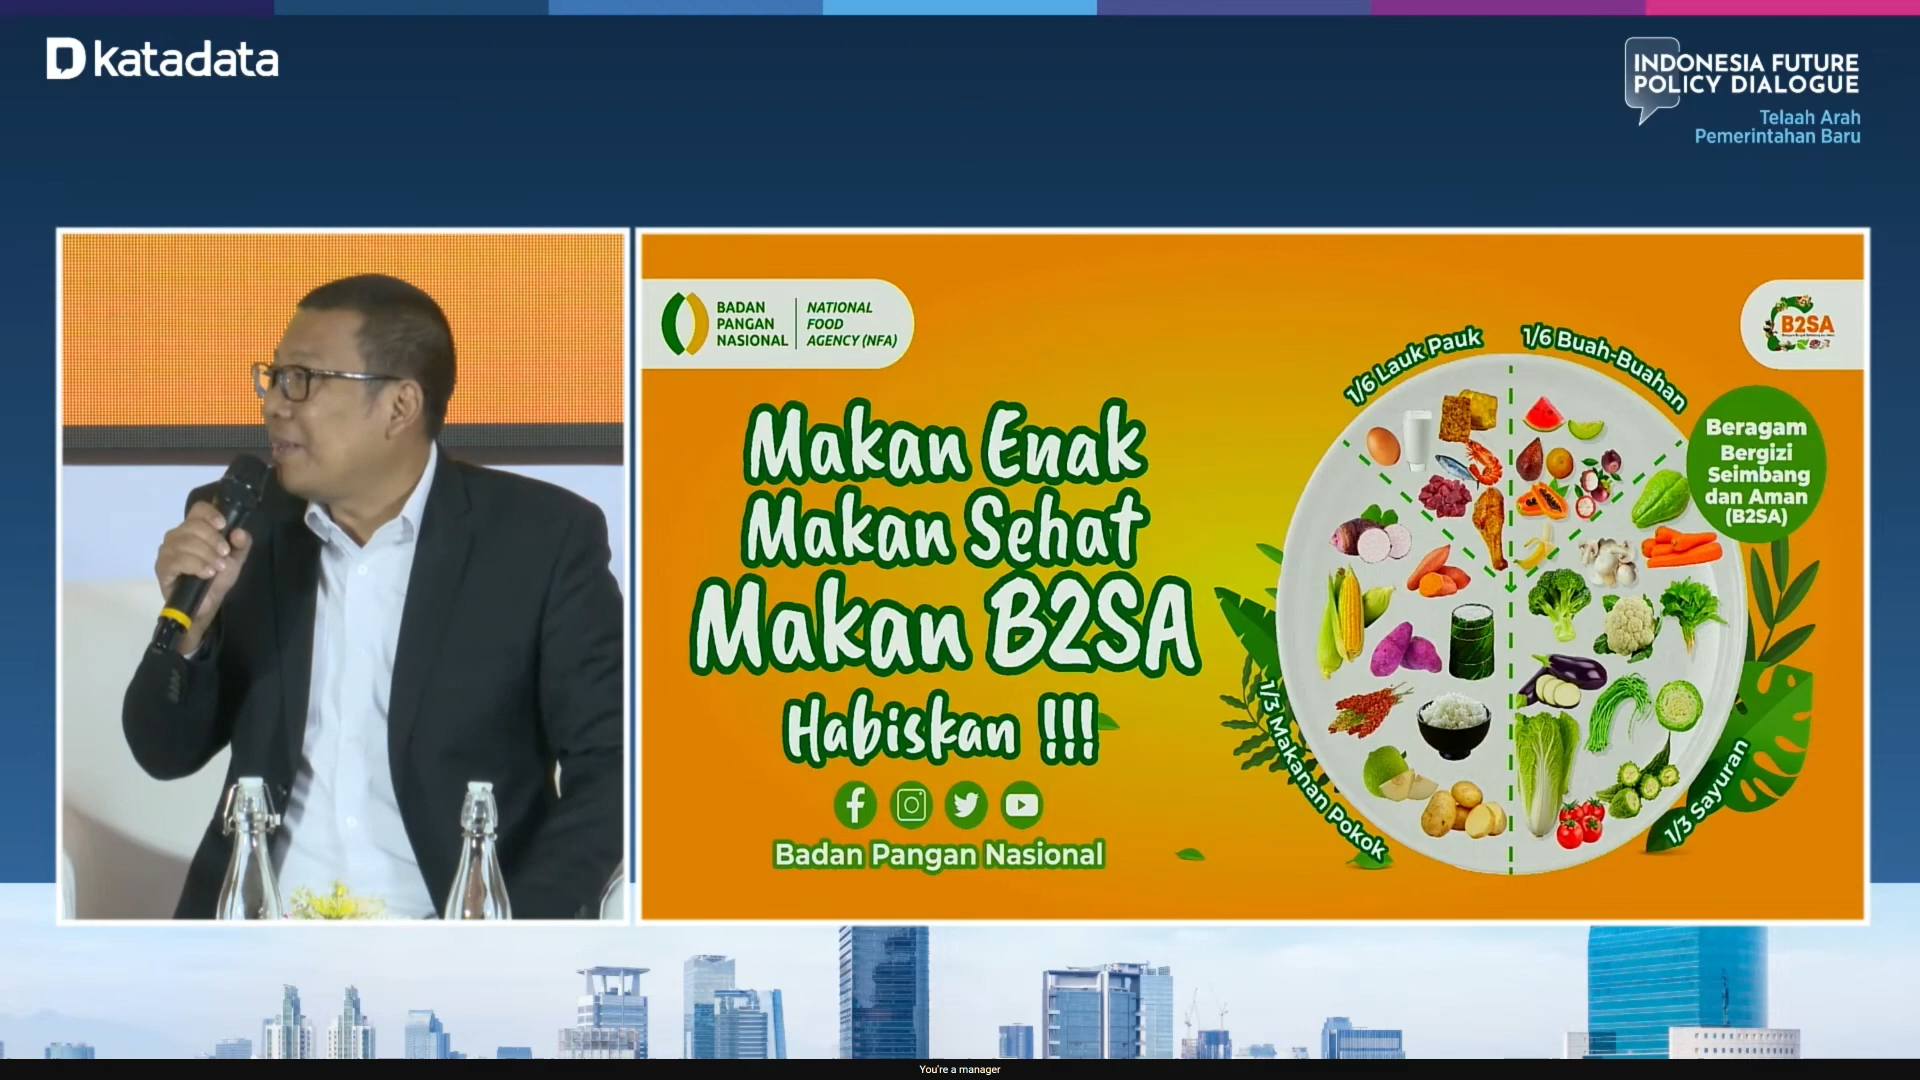 katadata
INDONESIA FUTURE
POLICY DIALOGUE
Telaah Arah
Pemerintahan Baru
BADAN
PANGAN
NASIONAL
NATIONAL
FOOD
AGENCY (NFA)
B2SA
Makan Enak
Makan Sehat
Makan B2SA
Habiskan !!!
Badan Pangan Nasional
1/6 Lauk Pauk
1/6 Buah-Buahan
Beragam
Bergizi
Seimbang
dan Aman
(B2SA)
1/3 Makanan Pokok
1/3 Sayuran
You're a manager